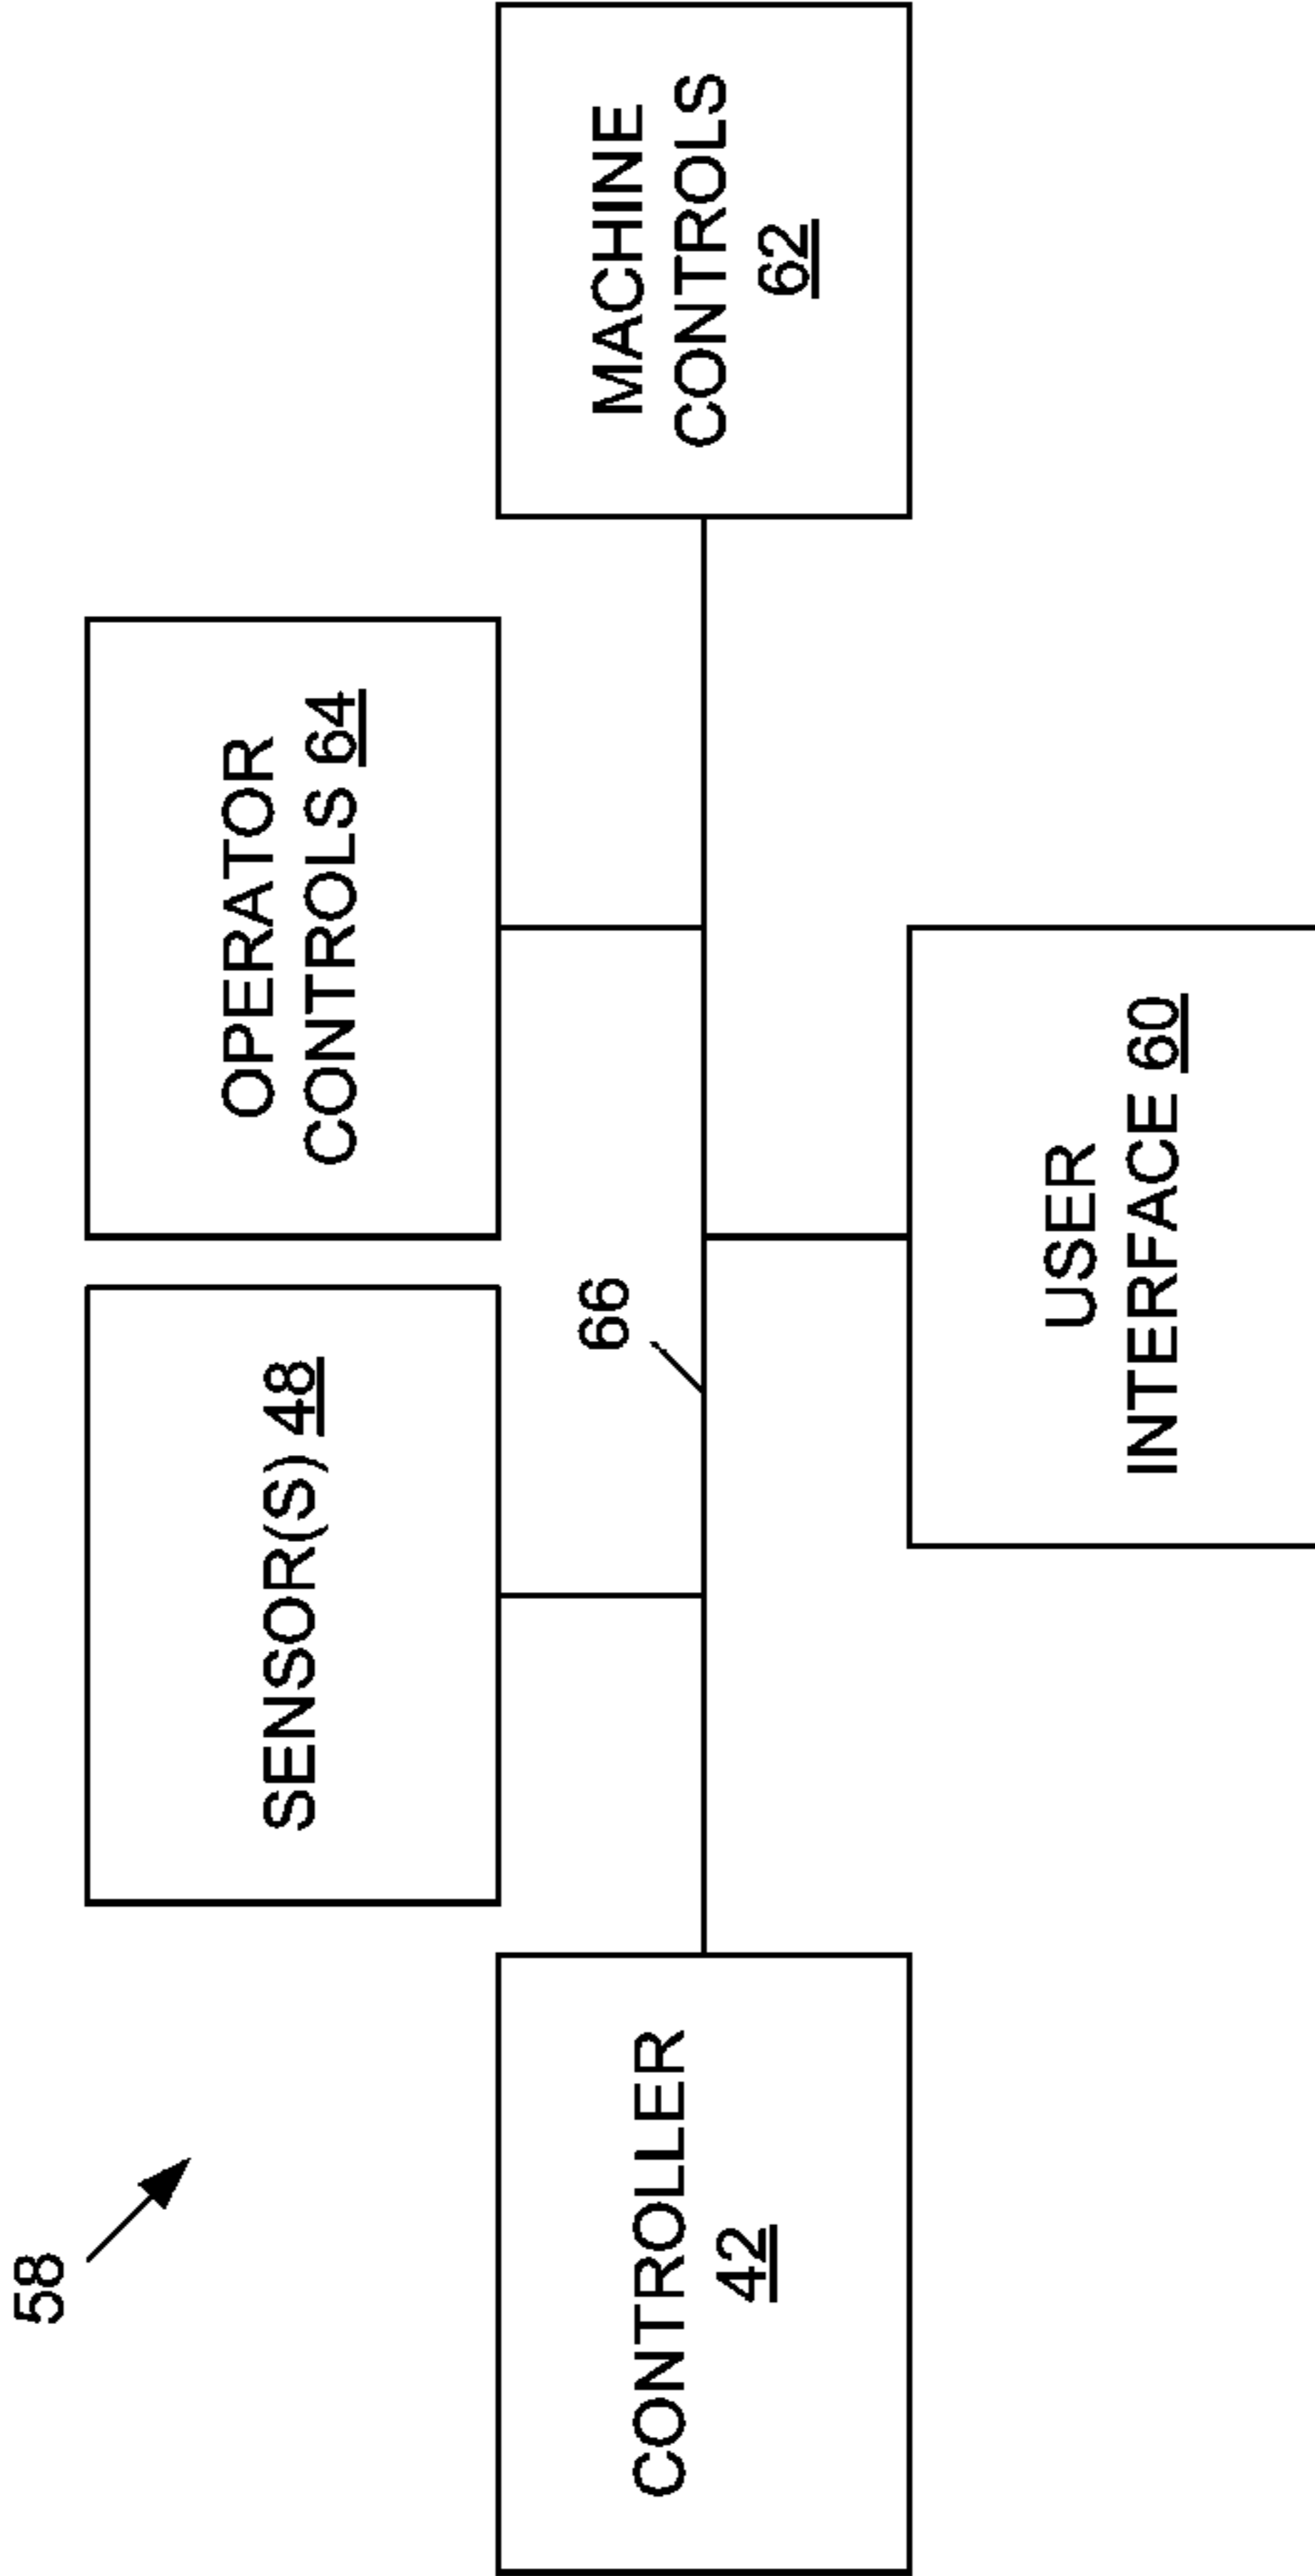 58
SENSOR(S) 48
OPERATOR
CONTROLS 64
66
CONTROLLER
42
MACHINE
CONTROLS
62
USER
INTERFACE 60